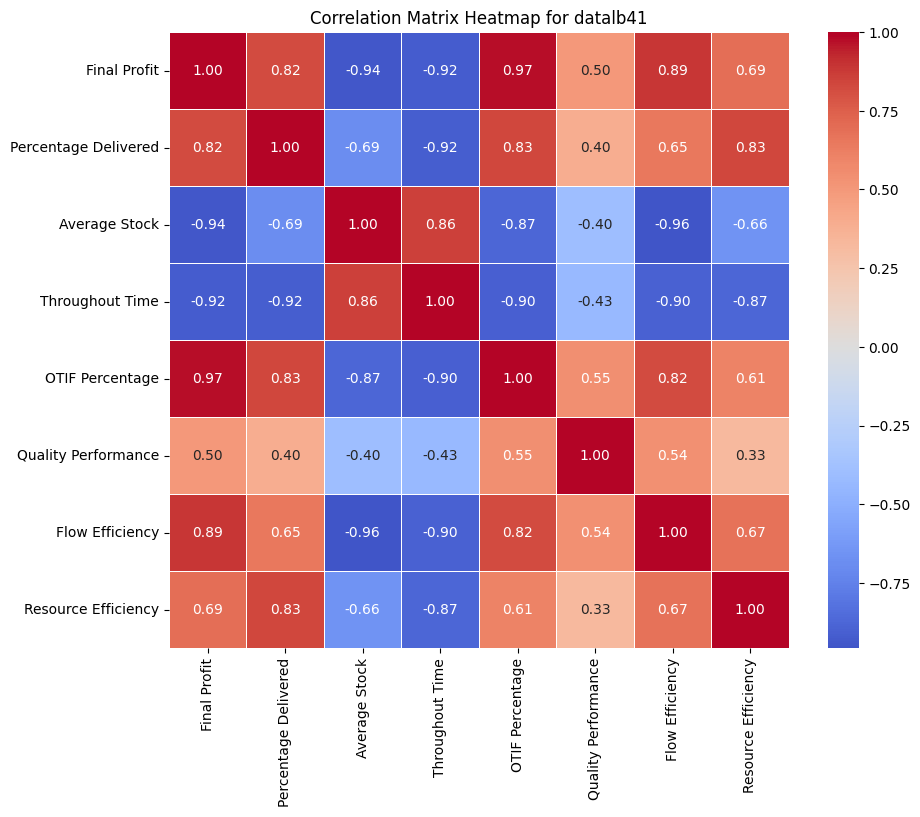 Correlation Matrix Heatmap for datalb41
Final Profit 1.00 0.82 -0.94 -0.92 0.97 0.50 0.89 0.69
Percentage Delivered 0.82 1.00 -0.69 -0.92 0.83 0.40 0.65 0.83
Average Stock -0.94 -0.69 1.00 0.86 -0.87 -0.40 -0.96 -0.66
Throughout Time -0.92 -0.92 0.86 1.00 -0.90 -0.43 -0.90 -0.87
OTIF Percentage 0.97 0.83 -0.87 -0.90 1.00 0.55 0.82 0.61
Quality Performance 0.50 0.40 -0.40 -0.43 0.55 1.00 0.54 0.33
Flow Efficiency 0.89 0.65 -0.96 -0.90 0.82 0.54 1.00 0.67
Resource Efficiency 0.69 0.83 -0.66 -0.87 0.61 0.33 0.67 1.00
Final Profit
Percentage Delivered
Average Stock
Throughout Time
OTIF Percentage
Quality Performance
Flow Efficiency
Resource Efficiency
1.00
0.75
0.50
0.25
0.00
−0.25
−0.50
−0.75